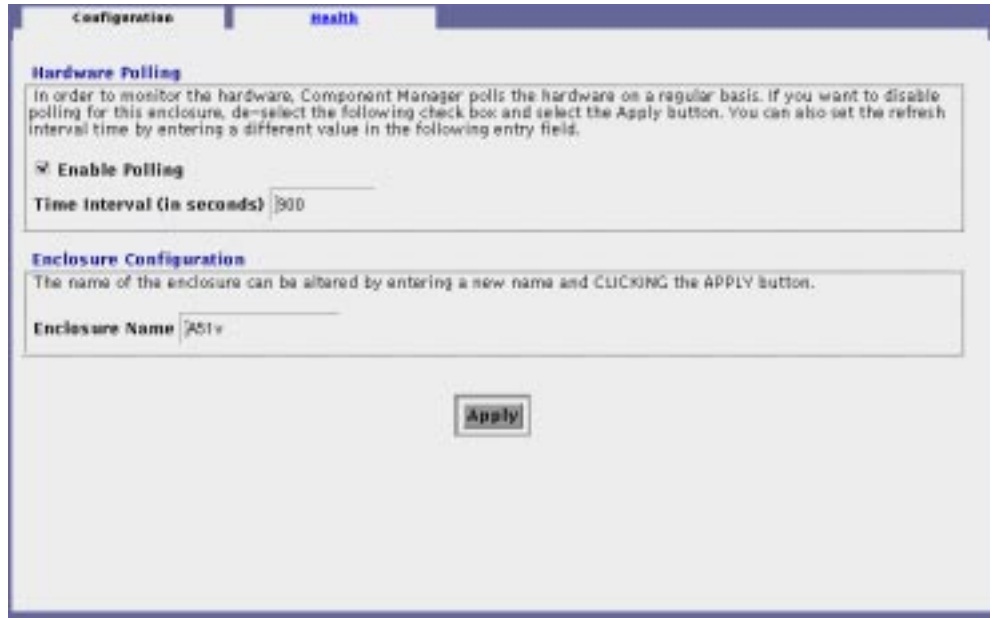 Configuration
Health
Hardware Polling
In order to monitor the hardware, Component Manager polls the hardware on a regular basis. If you want to disable
polling for this enclosure, de-select the following check box and select the Apply button. You can also set the refresh
interval time by entering a different value in the following entry field.
Enable Polling
Time Interval (in seconds) 900
Enclosure Configuration
The name of the enclosure can be altered by entering a new name and CLICKING the APPLY button.
Enclosure Name A51v
Apply